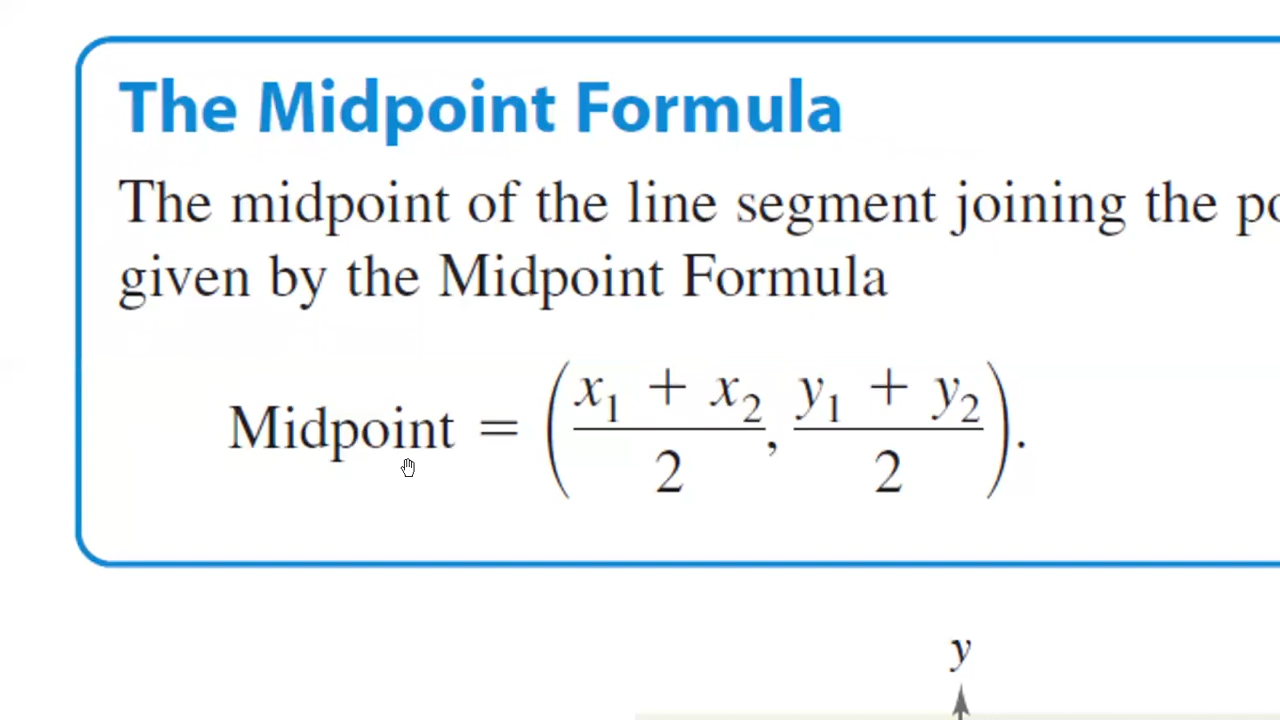 The Midpoint Formula
The midpoint of the line segment joining the
given by the Midpoint Formula
Midpoint = ( x₁ + x₂ / 2 , y₁ + y₂ / 2 ).
y